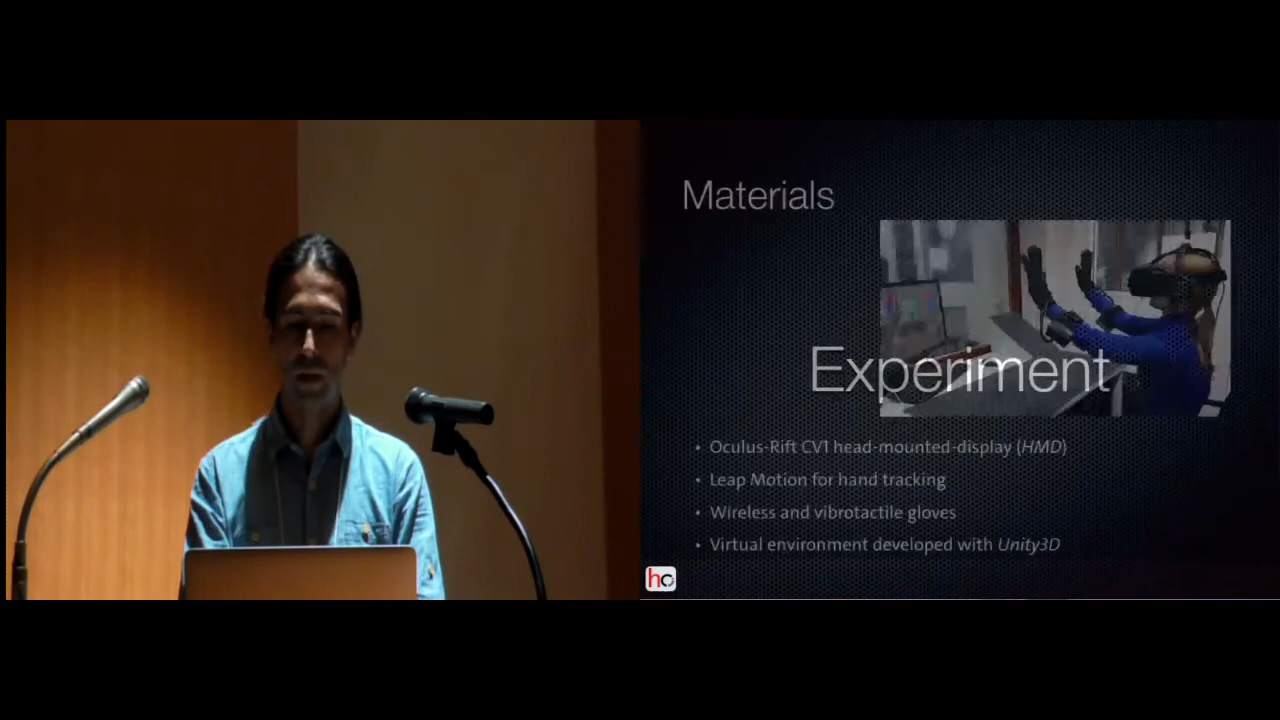 Materials
Experiment
• Oculus-Rift CV1 head-mounted-display (HMD)
• Leap Motion for hand tracking
• Wireless and vibrotactile gloves
• Virtual environment developed with Unity3D
hc